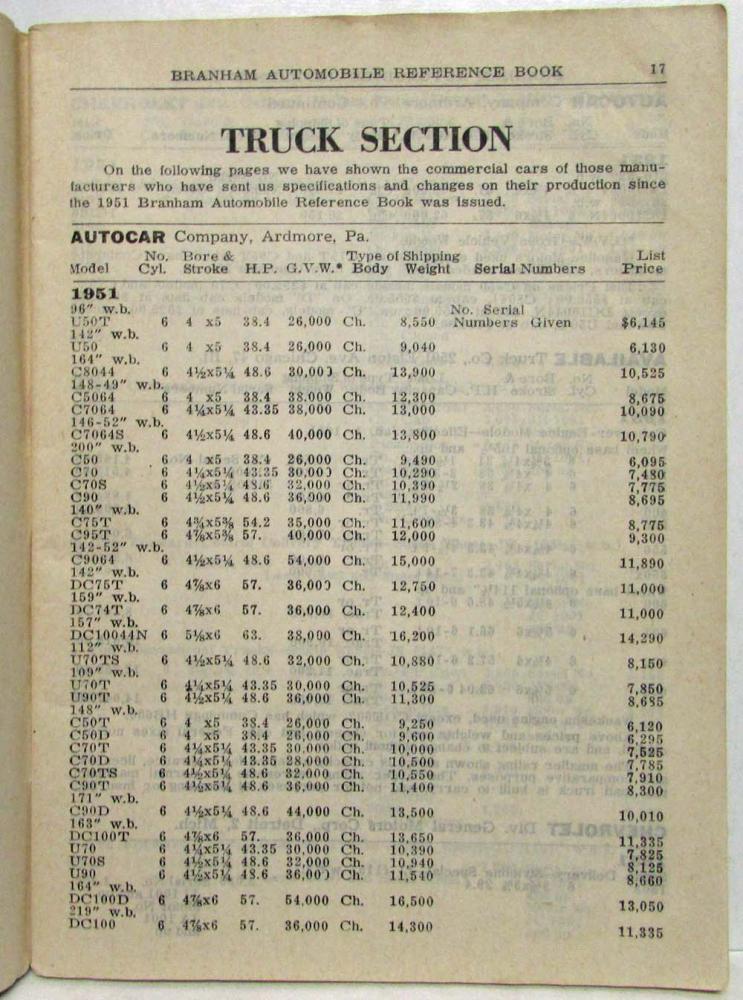 BRANHAM AUTOMOBILE REFERENCE BOOK 17
TRUCK SECTION
On the following pages we have shown the commercial cars of those manu-
facturers who have sent us specifications and changes on their production since
the 1951 Branham Automobile Reference Book was issued.
AUTOCAR Company, Ardmore, Pa.
No. Bore & Type of Shipping List
Model Cyl. Stroke H.P. G.V.W.* Body Weight Serial Numbers Price
1951
96" w.b. No. Serial
U50T 6 4 x5 38.4 26,000 Ch. 8,550 Numbers Given $6,145
142" w.b.
U50 6 4 x5 38.4 26,000 Ch. 9,040 6,130
164" w.b.
C8044 6 4½x5¼ 48.6 30,000 Ch. 13,900 10,525
148-49" w.b.
C5064 6 4 x5 38.4 38.000 Ch. 12,300 8,675
C7064 6 4¼x5¼ 43.35 38,000 Ch. 13,000 10,090
146-52" w.b.
C7064S 6 4½x5¼ 48.6 40,000 Ch. 13,800 10,790
200" w.b.
C50 6 4 x5 38.4 26,000 Ch. 9,490 6,095
C70 6 4¼x5¼ 43.35 30,000 Ch. 10,290 7,480
C70S 6 4½x5¼ 48.6 32,000 Ch. 10,390 7,775
C90 6 4½x5¼ 48.6 36,000 Ch. 11,990 8,695
140" w.b.
C75T 6 4¾x5⅜ 54.2 35,000 Ch. 11,600 8,775
C95T 6 4⅞x5⅜ 57. 40,000 Ch. 12,000 9,300
142-52" w.b.
C9064 6 4½x5¼ 48.6 54,000 Ch. 15,000 11,890
142" w.b.
DC75T 6 4⅞x6 57. 36,000 Ch. 12,750 11,000
159" w.b.
DC74T 6 4⅞x6 57. 36,000 Ch. 12,400 11,000
157" w.b.
DC10044N 6 5⅛x6 63. 38,000 Ch. 16,200 14,290
112" w.b.
U70TS 6 4½x5¼ 48.6 32,000 Ch. 10,880 8,150
109" w.b.
U70T 6 4¼x5¼ 43.35 30,000 Ch. 10,525 7,850
U90T 6 4½x5¼ 48.6 36,000 Ch. 11,300 8,685
148" w.b.
C50T 6 4 x5 38.4 26,000 Ch. 9,250 6,120
C50D 6 4 x5 38.4 26,000 Ch. 9,600 6,295
C70T 6 4¼x5¼ 43.35 30,000 Ch. 10,000 7,525
C70D 6 4¼x5¼ 43.35 28,000 Ch. 10,500 7,785
C70TS 6 4½x5¼ 48.6 32,000 Ch. 10,550 7,910
C90T 6 4½x5¼ 48.6 36,000 Ch. 11,400 8,300
171" w.b.
C90D 6 4½x5¼ 48.6 44,000 Ch. 13,500 10,010
163" w.b.
DC100T 6 4⅞x6 57. 36,000 Ch. 13,650 11,335
U70 6 4¼x5¼ 43.35 30,000 Ch. 10,390 7,825
U70S 6 4½x5¼ 48.6 32,000 Ch. 10,940 8,125
U90 6 4½x5¼ 48.6 36,000 Ch. 11,540 8,660
164" w.b.
DC100D 6 4⅞x6 57. 54,000 Ch. 16,500 13,050
219" w.b.
DC100 6 4⅞x6 57. 36,000 Ch. 14,300 11,335